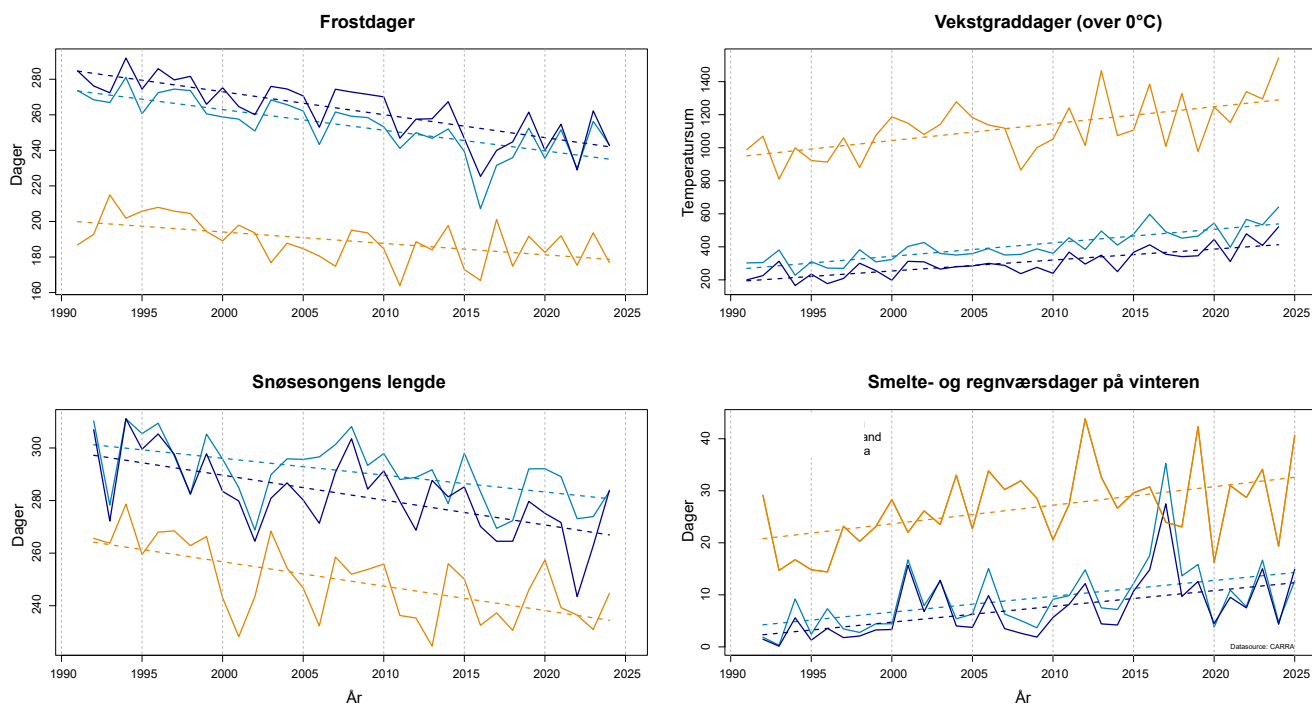 Frostdager
Dager
160
180
200
220
240
260
280
1990 1995 2000 2005 2010 2015 2020 2025
Vekstgraddager (over 0°C)
Temperatursum
200
400
600
800
1000
1200
1400
1990 1995 2000 2005 2010 2015 2020 2025
Snøsesongens lengde
Dager
240
260
280
300
1990 1995 2000 2005 2010 2015 2020 2025
År
Smelte- og regnværsdager på vinteren
Dager
0
10
20
30
40
and
a
Datasource: CARRA
1990 1995 2000 2005 2010 2015 2020 2025
År